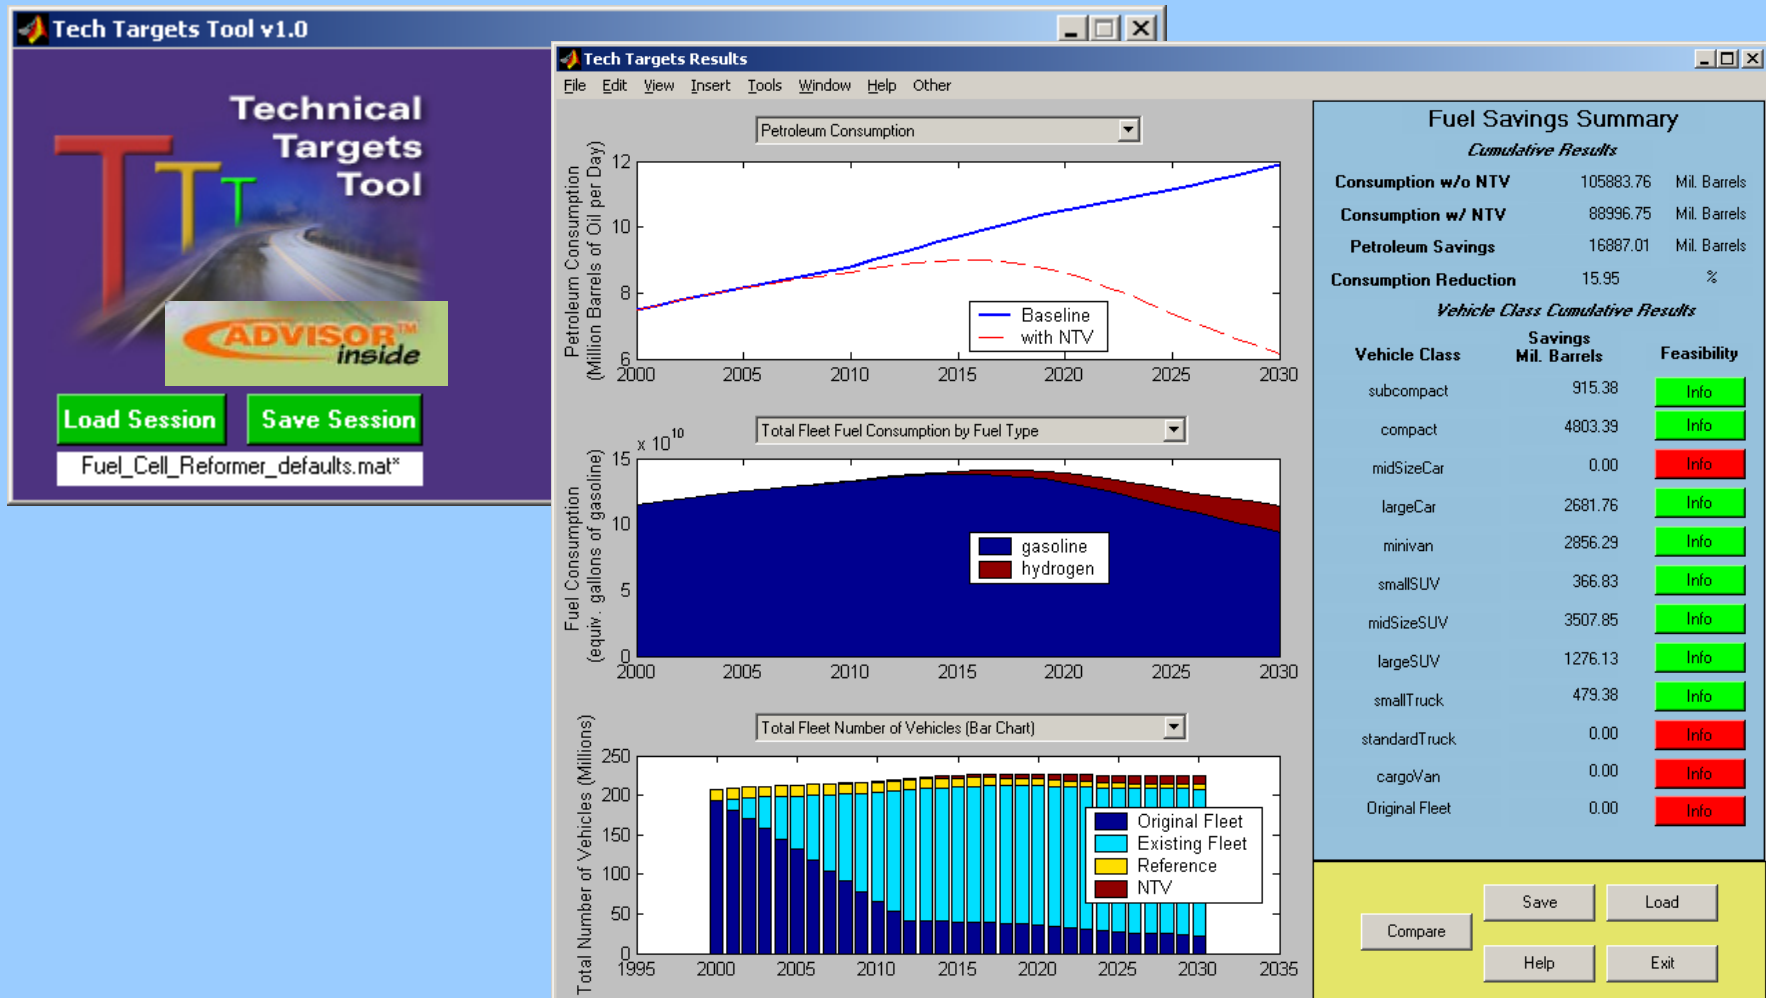 Tech Targets Tool v1.0
Technical
Targets
Tool
TTT
ADVISOR™
inside
Load Session
Save Session
Fuel_Cell_Reformer_defaults.mat*
Tech Targets Results
File Edit View Insert Tools Window Help Other
Petroleum Consumption
Petroleum Consumption
(Million Barrels of Oil per Day)
12
10
8
6
2000 2005 2010 2015 2020 2025 2030
Baseline
with NTV
Total Fleet Fuel Consumption by Fuel Type
x 10^10
Fuel Consumption
(equiv. gallons of gasoline)
15
10
5
0
2000 2005 2010 2015 2020 2025 2030
gasoline
hydrogen
Total Fleet Number of Vehicles (Bar Chart)
Total Number of Vehicles (Millions)
250
200
150
100
50
0
1995 2000 2005 2010 2015 2020 2025 2030 2035
Original Fleet
Existing Fleet
Reference
NTV
Fuel Savings Summary
Cumulative Results
Consumption w/o NTV 105883.76 Mil. Barrels
Consumption w/ NTV 88996.75 Mil. Barrels
Petroleum Savings 16887.01 Mil. Barrels
Consumption Reduction 15.95 %
Vehicle Class Cumulative Results
Vehicle Class Savings Mil. Barrels Feasibility
subcompact 915.38 Info
compact 4803.39 Info
midSizeCar 0.00 Info
largeCar 2681.76 Info
minivan 2856.29 Info
smallSUV 366.83 Info
midSizeSUV 3507.85 Info
largeSUV 1276.13 Info
smallTruck 479.38 Info
standardTruck 0.00 Info
cargoVan 0.00 Info
Original Fleet 0.00 Info
Compare
Save
Load
Help
Exit